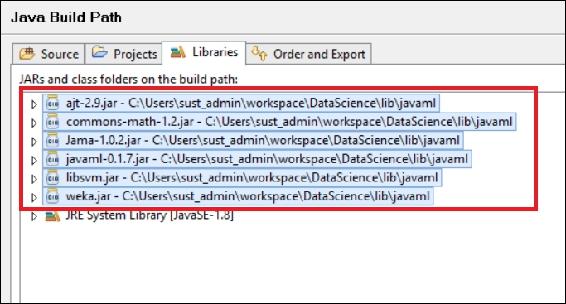 Java Build Path
Source Projects Libraries Order and Export
JARs and class folders on the build path:
ajt-2.9.jar - C:\Users\sust_admin\workspace\DataScience\lib\javaml
commons-math-1.2.jar - C:\Users\sust_admin\workspace\DataScience\lib\javaml
Jama-1.0.2.jar - C:\Users\sust_admin\workspace\DataScience\lib\javaml
javaml-0.1.7.jar - C:\Users\sust_admin\workspace\DataScience\lib\javaml
libsvm.jar - C:\Users\sust_admin\workspace\DataScience\lib\javaml
weka.jar - C:\Users\sust_admin\workspace\DataScience\lib\javaml
JRE System Library [JavaSE-1.8]